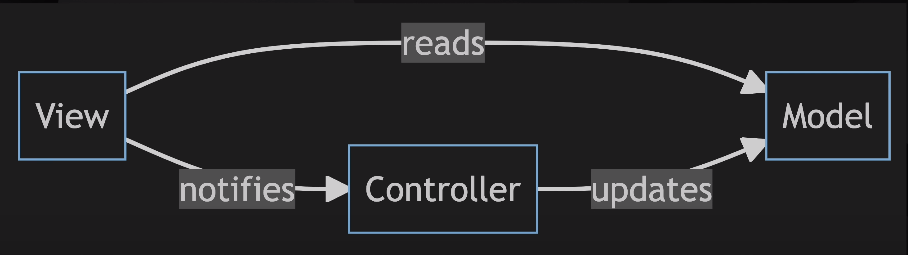 reads
View
Model
notifies
Controller
updates